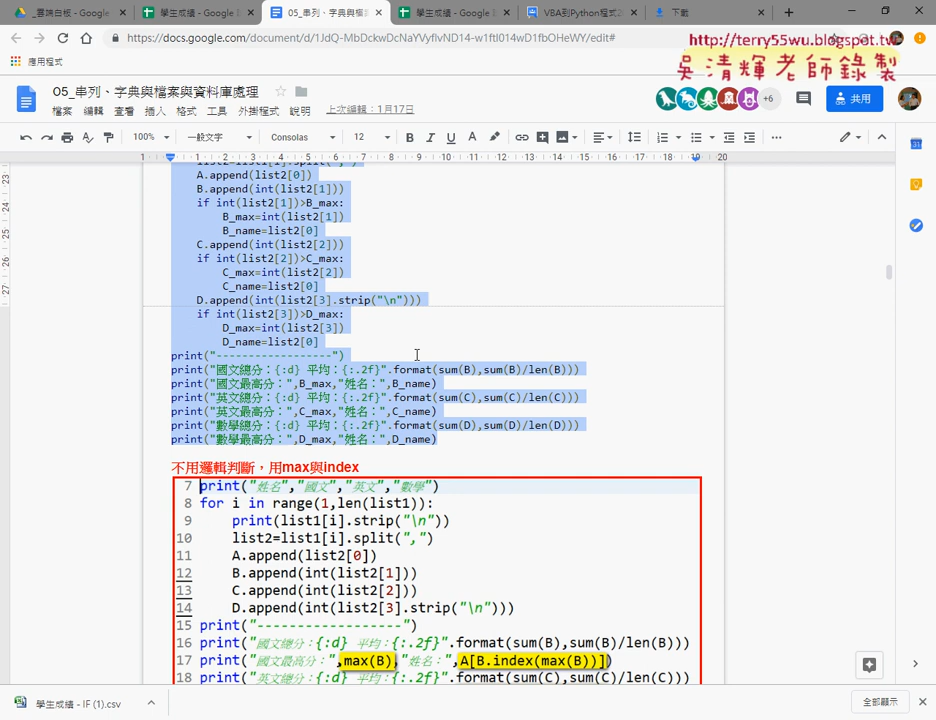 _雲端白板 - Google
學生成績 - Google
05_串列、字典與檔案
學生成績 - Google
VBA到Python程式
下載
https://docs.google.com/document/d/1JdQ-MbDckwDcNaYVyfIvND14-w1ftI014wD1fbOHeWY/edit#
http://terry55wu.blogspot.tw
吳清輝老師錄製
應用程式
05_串列、字典與檔案與資料庫處理
檔案 編輯 查看 插入 格式 工具 外掛程式 說明 上次編輯：1月17日
+6
共用
100% 一般文字 Consolas 12
A.append(list2[0])
B.append(int(list2[1]))
if int(list2[1])>B_max:
B_max=int(list2[1])
B_name=list2[0]
C.append(int(list2[2]))
if int(list2[2])>C_max:
C_max=int(list2[2])
C_name=list2[0]
D.append(int(list2[3].strip("\n")))
if int(list2[3])>D_max:
D_max=int(list2[3])
D_name=list2[0]
print("------------------")
print("國文總分：{:d} 平均：{:.2f}".format(sum(B),sum(B)/len(B)))
print("國文最高分：",B_max,"姓名：",B_name)
print("英文總分：{:d} 平均：{:.2f}".format(sum(C),sum(C)/len(C)))
print("英文最高分：",C_max,"姓名：",C_name)
print("數學總分：{:d} 平均：{:.2f}".format(sum(D),sum(D)/len(D)))
print("數學最高分：",D_max,"姓名：",D_name)
不用邏輯判斷，用max與index
7 print("姓名","國文","英文","數學")
8 for i in range(1,len(list1)):
9 print(list1[i].strip("\n"))
10 list2=list1[i].split(",")
11 A.append(list2[0])
12 B.append(int(list2[1]))
13 C.append(int(list2[2]))
14 D.append(int(list2[3].strip("\n")))
15 print("------------------")
16 print("國文總分：{:d} 平均：{:.2f}".format(sum(B),sum(B)/len(B)))
17 print("國文最高分：",max(B),"姓名：",A[B.index(max(B))])
18 print("英文總分：{:d} 平均：{:.2f}".format(sum(C),sum(C)/len(C)))
學生成績 - IF (1).csv
全部顯示